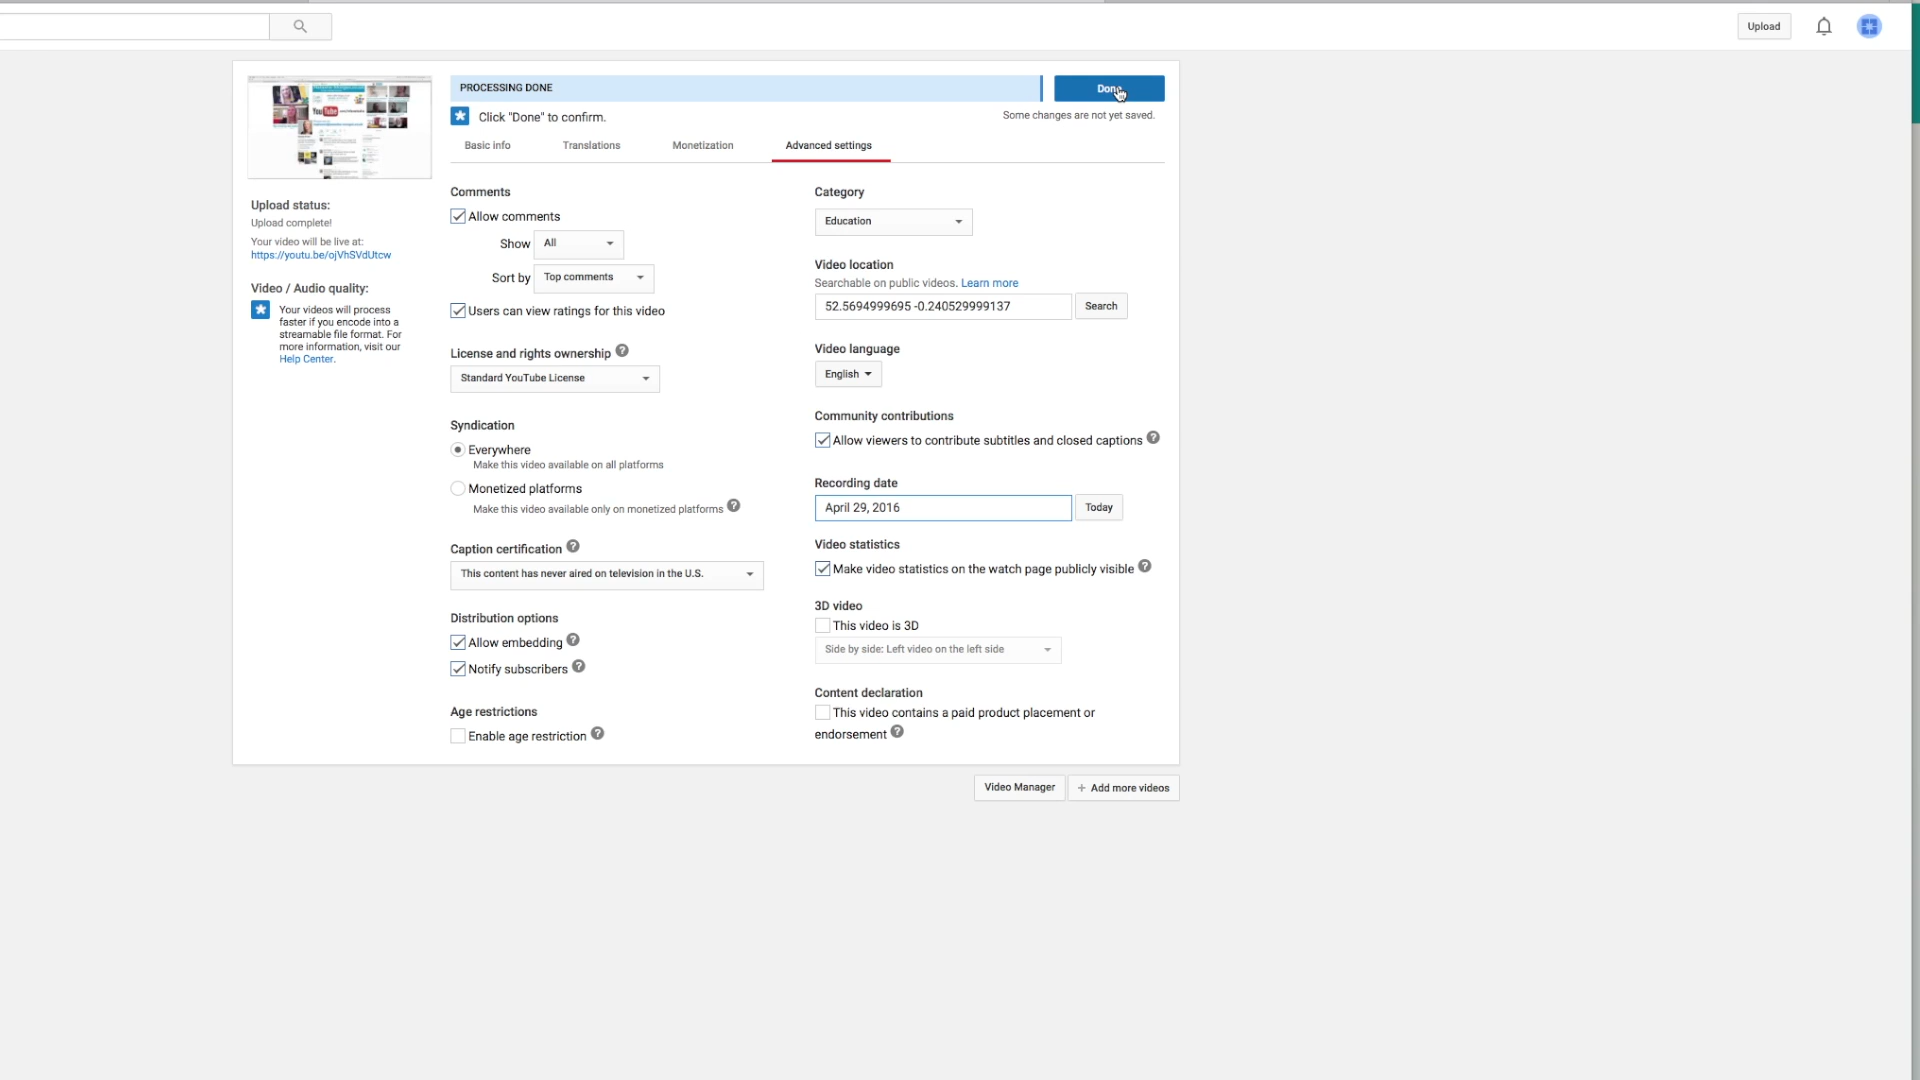 Upload
PROCESSING DONE
Done
Click "Done" to confirm.
Some changes are not yet saved.
Basic info
Translations
Monetization
Advanced settings
Upload status:
Upload complete!
Your video will be live at:
https://youtu.be/ojVhSVdUtcw
Video / Audio quality:
Your videos will process
faster if you encode into a
streamable file format. For
more information, visit our
Help Center.
Comments
Allow comments
Show All
Sort by Top comments
Users can view ratings for this video
License and rights ownership ?
Standard YouTube License
Syndication
Everywhere
Make this video available on all platforms
Monetized platforms
Make this video available only on monetized platforms ?
Caption certification ?
This content has never aired on television in the U.S.
Distribution options
Allow embedding ?
Notify subscribers ?
Age restrictions
Enable age restriction ?
Category
Education
Video location
Searchable on public videos. Learn more
52.5694999695 -0.240529999137 Search
Video language
English
Community contributions
Allow viewers to contribute subtitles and closed captions ?
Recording date
April 29, 2016 Today
Video statistics
Make video statistics on the watch page publicly visible ?
3D video
This video is 3D
Side by side: Left video on the left side
Content declaration
This video contains a paid product placement or
endorsement ?
Video Manager
+ Add more videos